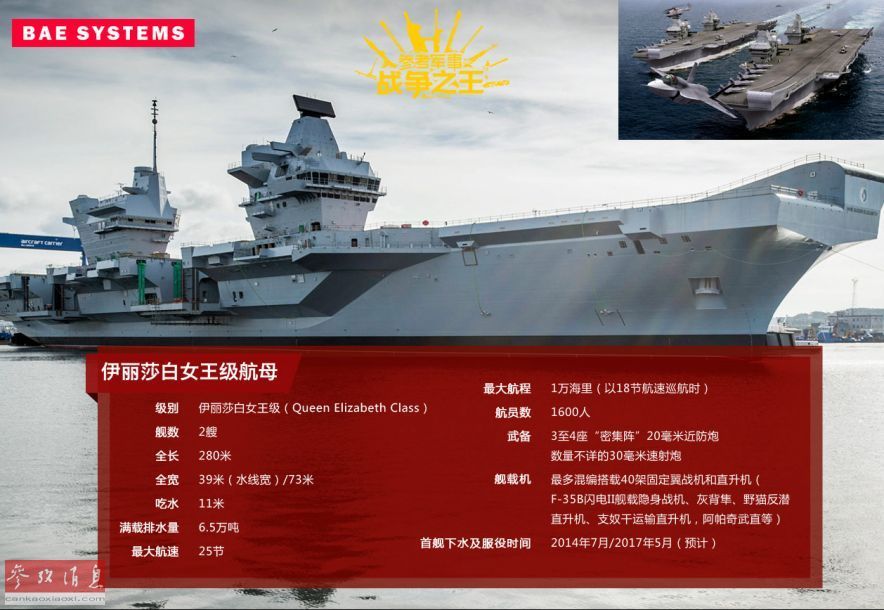 BAE SYSTEMS
参考军事
战争之王
aircraft carrier
伊丽莎白女王级航母
级别 伊丽莎白女王级（Queen Elizabeth Class）
舰数 2艘
全长 280米
全宽 39米（水线宽）/73米
吃水 11米
满载排水量 6.5万吨
最大航速 25节
最大航程 1万海里（以18节航速巡航时）
航员数 1600人
武备 3至4座“密集阵”20毫米近防炮
数量不详的30毫米速射炮
舰载机 最多混编搭载40架固定翼战机和直升机（
F-35B闪电II舰载隐身战机、灰背隼、野猫反潜
直升机、支奴干运输直升机，阿帕奇武直等）
首舰下水及服役时间 2014年7月/2017年5月（预计）
参考消息
cankaoxiaoxi.com